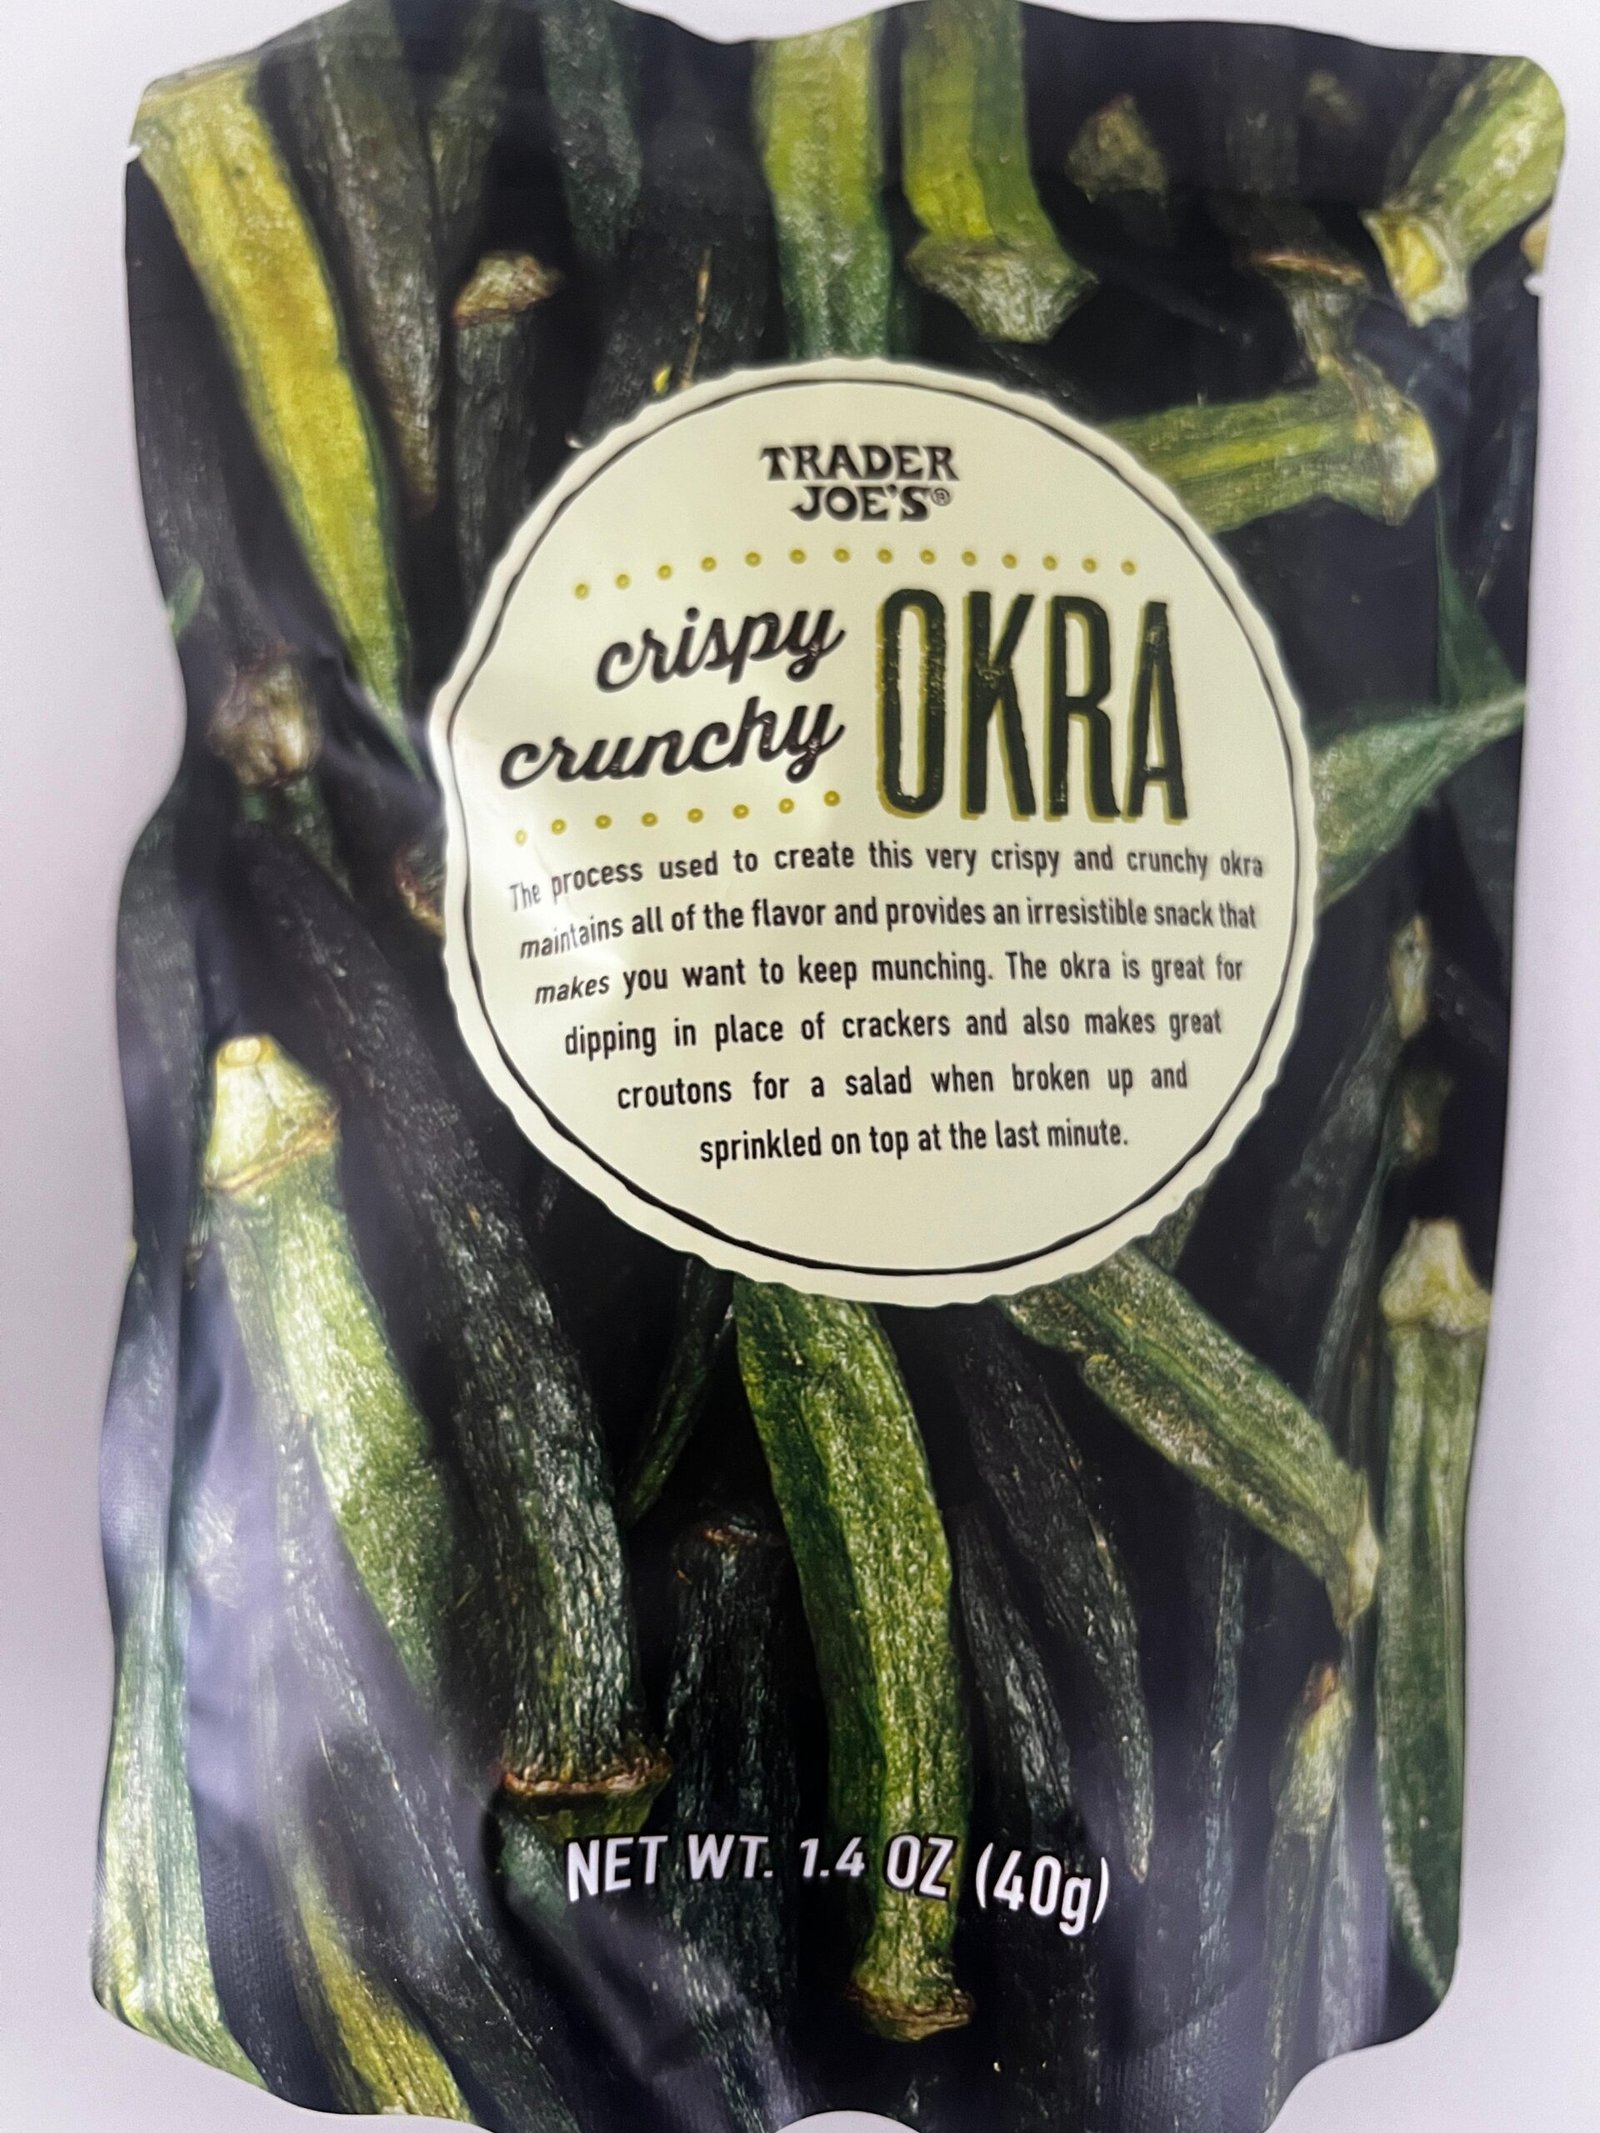 TRADER
JOE'S®
crispy
crunchy
OKRA
The process used to create this very crispy and crunchy okra
maintains all of the flavor and provides an irresistible snack that
makes you want to keep munching. The okra is great for
dipping in place of crackers and also makes great
croutons for a salad when broken up and
sprinkled on top at the last minute.
NET WT. 1.4 OZ (40g)